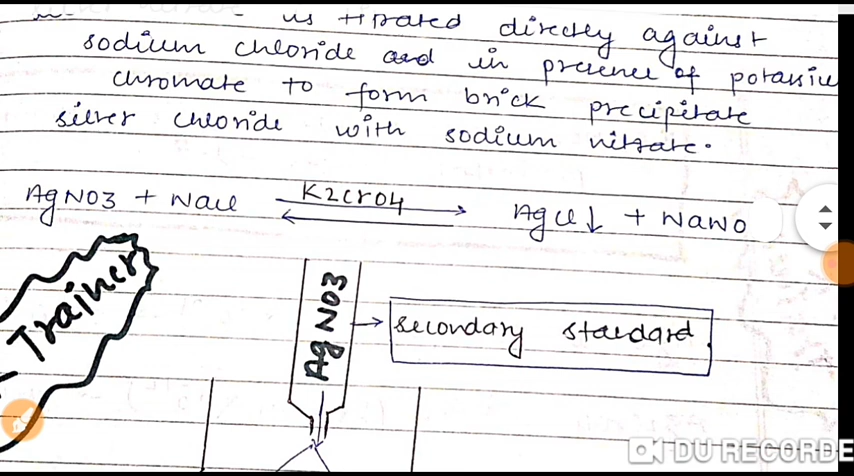 is titrated directly against
sodium chloride and in presence of potassiu
chromate to form brick precipitate
silver chloride with sodium nitrate.
AgNO3 + NaCl K2CrO4 AgCl↓ + NaNO
Trainer
AgNO3
secondary standard
DU RECORDE